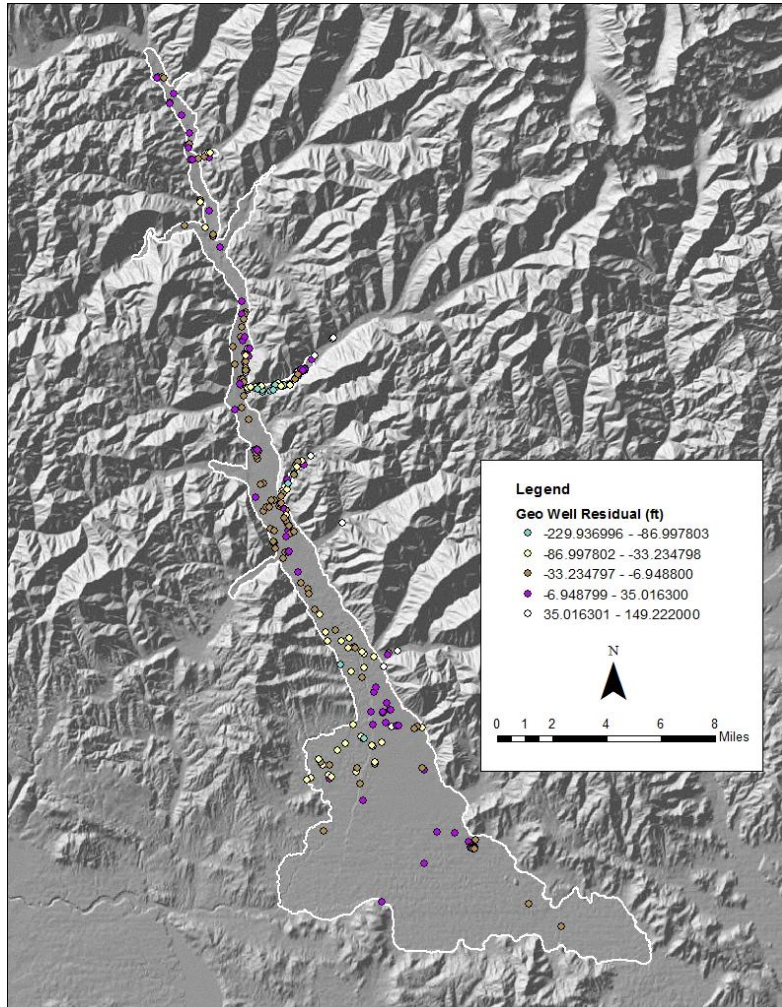 Legend
Geo Well Residual (ft)
-229.936996 - -86.997803
-86.997802 - -33.234798
-33.234797 - -6.948800
-6.948799 - 35.016300
35.016301 - 149.222000
N
0 2 4 6 8
Miles